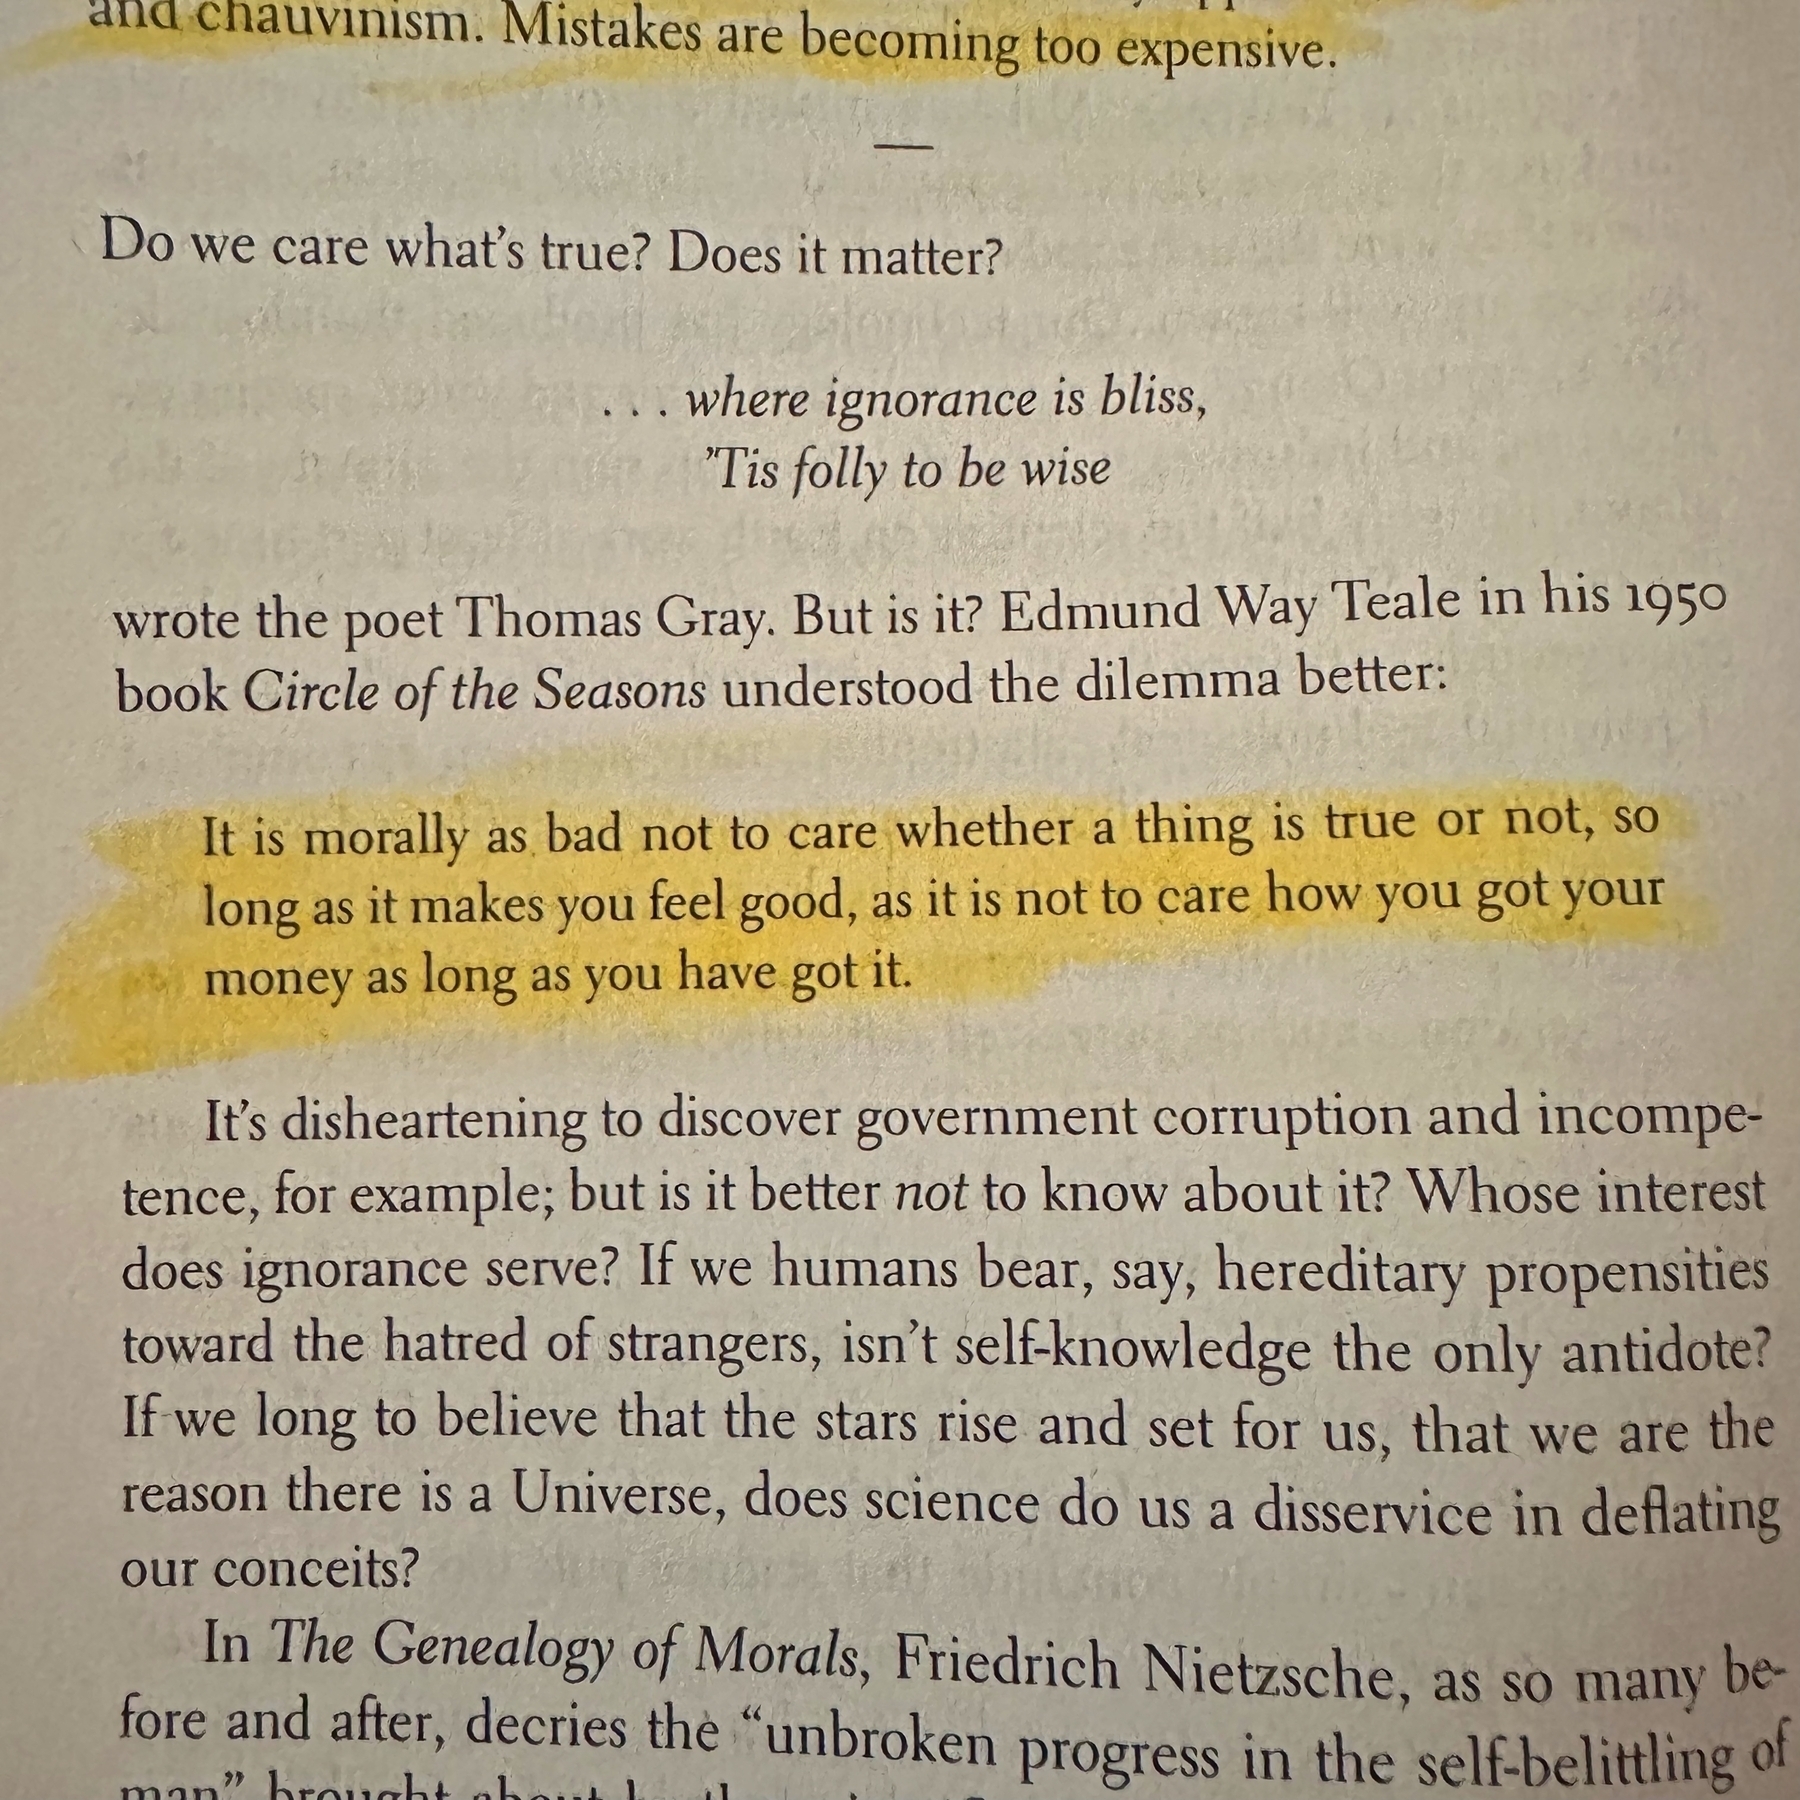 and chauvinism. Mistakes are becoming too expensive.
—
Do we care what's true? Does it matter?
. . . where ignorance is bliss,
'Tis folly to be wise
wrote the poet Thomas Gray. But is it? Edmund Way Teale in his 1950
book Circle of the Seasons understood the dilemma better:
It is morally as bad not to care whether a thing is true or not, so
long as it makes you feel good, as it is not to care how you got your
money as long as you have got it.
It's disheartening to discover government corruption and incompe-
tence, for example; but is it better not to know about it? Whose interest
does ignorance serve? If we humans bear, say, hereditary propensities
toward the hatred of strangers, isn't self-knowledge the only antidote?
If we long to believe that the stars rise and set for us, that we are the
reason there is a Universe, does science do us a disservice in deflating
our conceits?
In The Genealogy of Morals, Friedrich Nietzsche, as so many be-
fore and after, decries the “unbroken progress in the self-belittling of
man” brought about